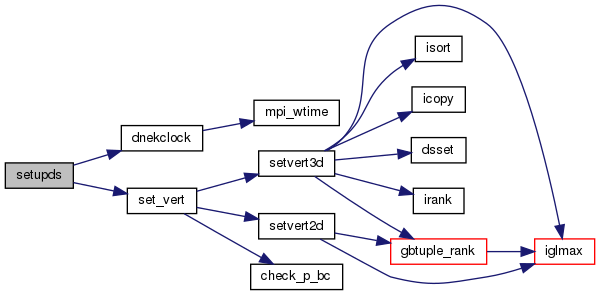 setupds
dnekclock
mpi_wtime
set_vert
setvert3d
setvert2d
check_p_bc
isort
icopy
dsset
irank
gbtuple_rank
iglmax